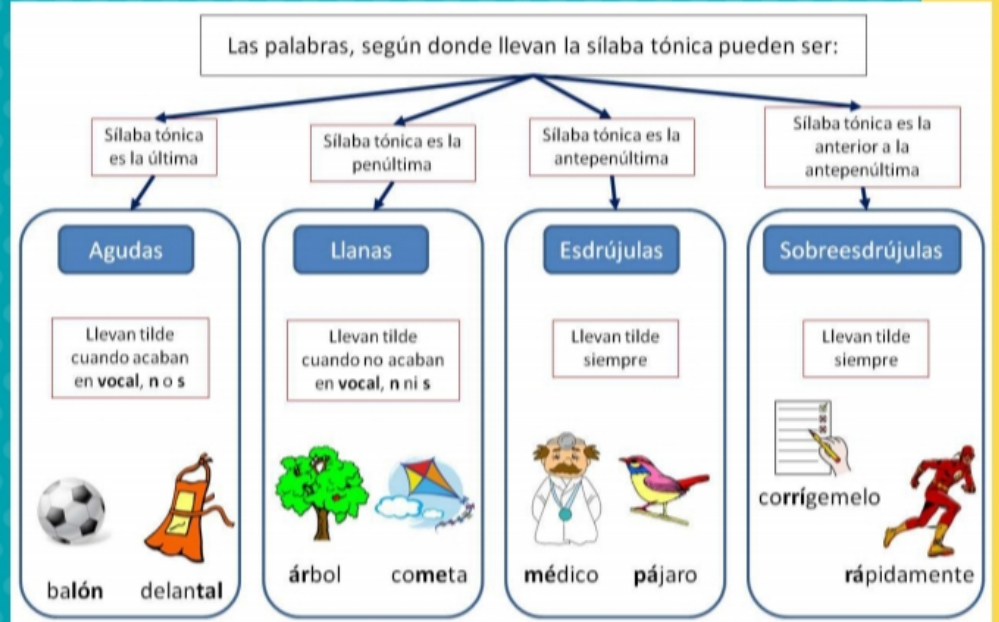 Las palabras, según donde llevan la sílaba tónica pueden ser:
Sílaba tónica
es la última
Sílaba tónica es la
penúltima
Sílaba tónica es la
antepenúltima
Sílaba tónica es la
anterior a la
antepenúltima
Agudas
Llanas
Esdrújulas
Sobreesdrújulas
Llevan tilde
cuando acaban
en vocal, n o s
Llevan tilde
cuando no acaban
en vocal, n ni s
Llevan tilde
siempre
Llevan tilde
siempre
balón
delantal
árbol
cometa
médico
pájaro
corrígemelo
rápidamente